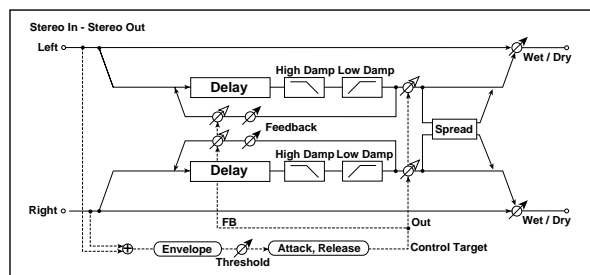 Stereo In - Stereo Out
Left
Wet / Dry
High Damp Low Damp
Delay
Feedback
Spread
High Damp Low Damp
Delay
Right
FB
Out
Wet / Dry
Envelope
Attack, Release
Control Target
Threshold